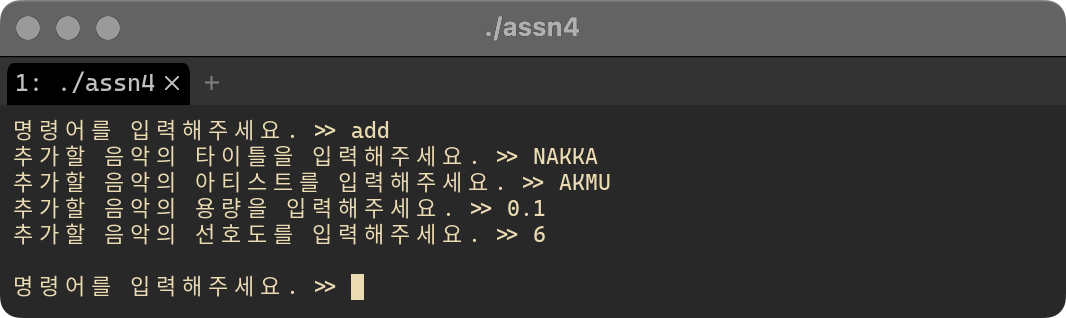 ./assn4
1: ./assn4 × +
명령어를 입력해주세요. >> add
추가할 음악의 타이틀을 입력해주세요. >> NAKKA
추가할 음악의 아티스트를 입력해주세요. >> AKMU
추가할 음악의 용량을 입력해주세요. >> 0.1
추가할 음악의 선호도를 입력해주세요. >> 6
명령어를 입력해주세요. >>